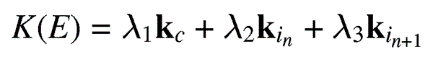 K(E) = λ₁k_c + λ₂k_{i_n} + λ₃k_{i_{n+1}}